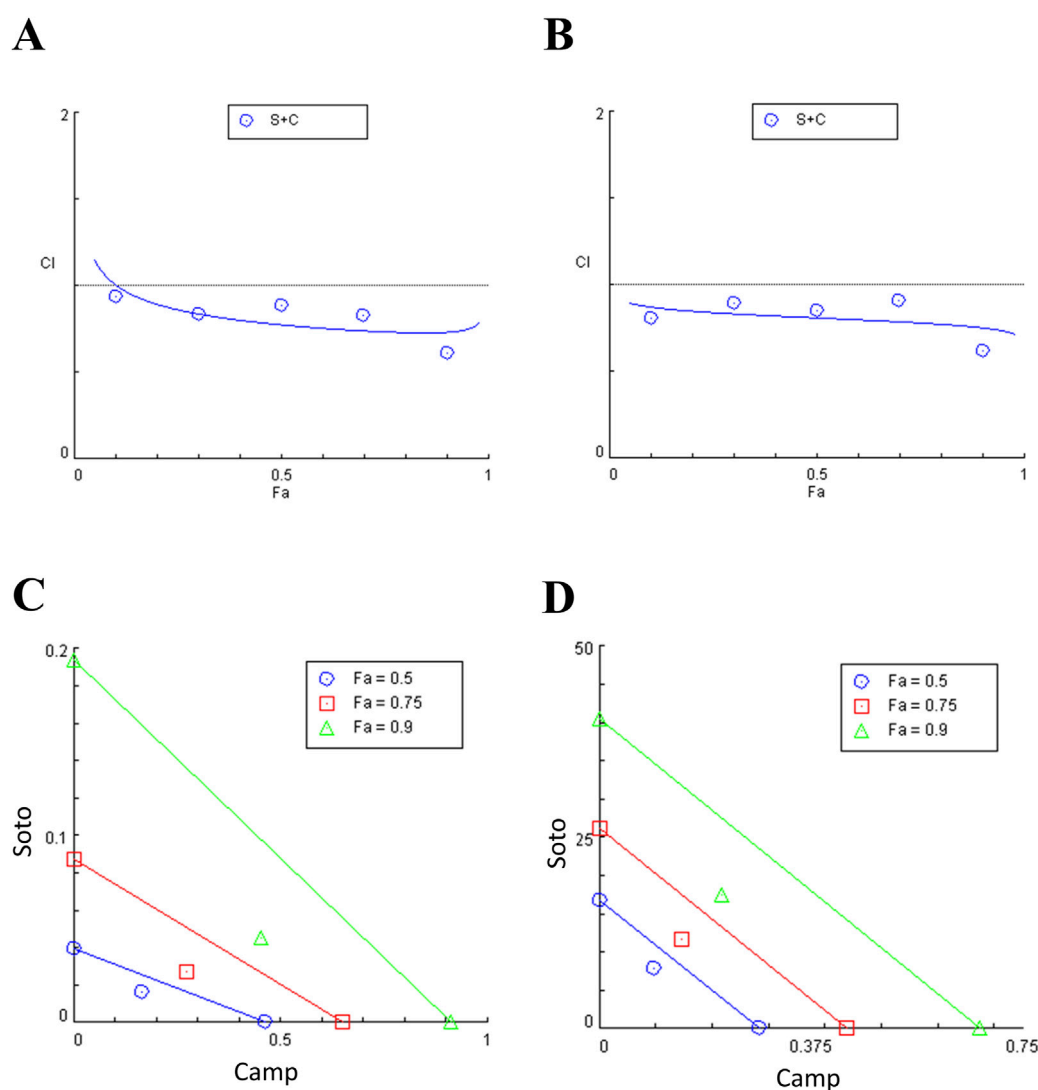 A
2
S+C
CI
0
0
0.5
1
Fa
B
2
S+C
CI
0
0
0.5
1
Fa
C
0.2
Fa = 0.5
Fa = 0.75
Fa = 0.9
Soto
0.1
0
0
0.5
1
Camp
D
50
Fa = 0.5
Fa = 0.75
Fa = 0.9
Soto
25
0
0
0.375
0.75
Camp